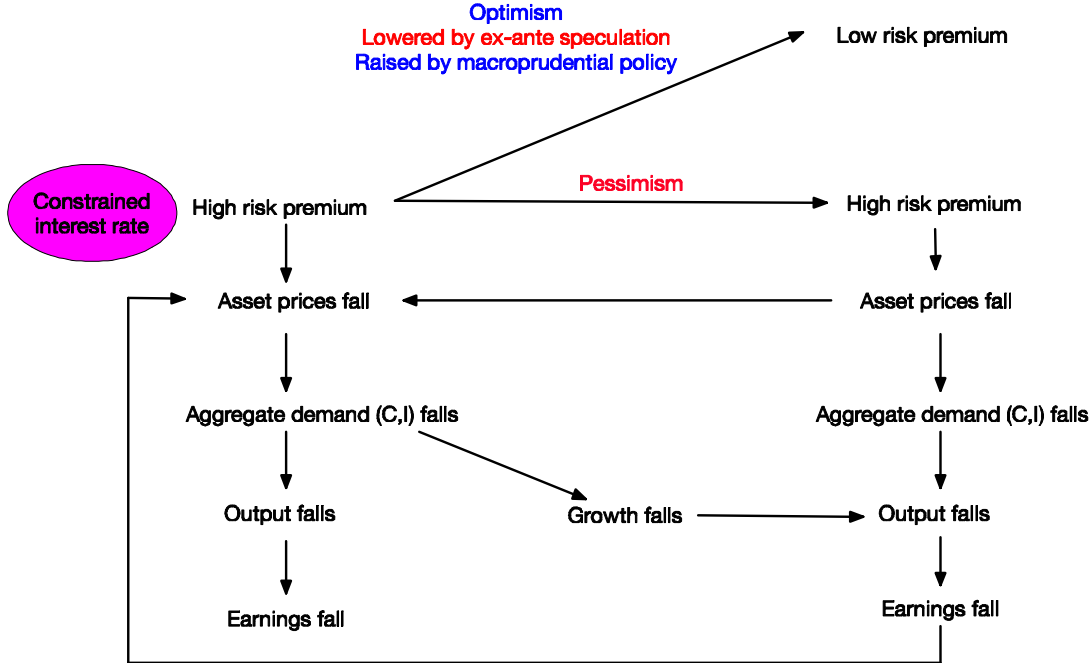 Optimism
Lowered by ex-ante speculation
Raised by macroprudential policy
Low risk premium
Constrained
interest rate
High risk premium
Pessimism
High risk premium
Asset prices fall
Asset prices fall
Aggregate demand (C,I) falls
Aggregate demand (C,I) falls
Output falls
Growth falls
Output falls
Earnings fall
Earnings fall